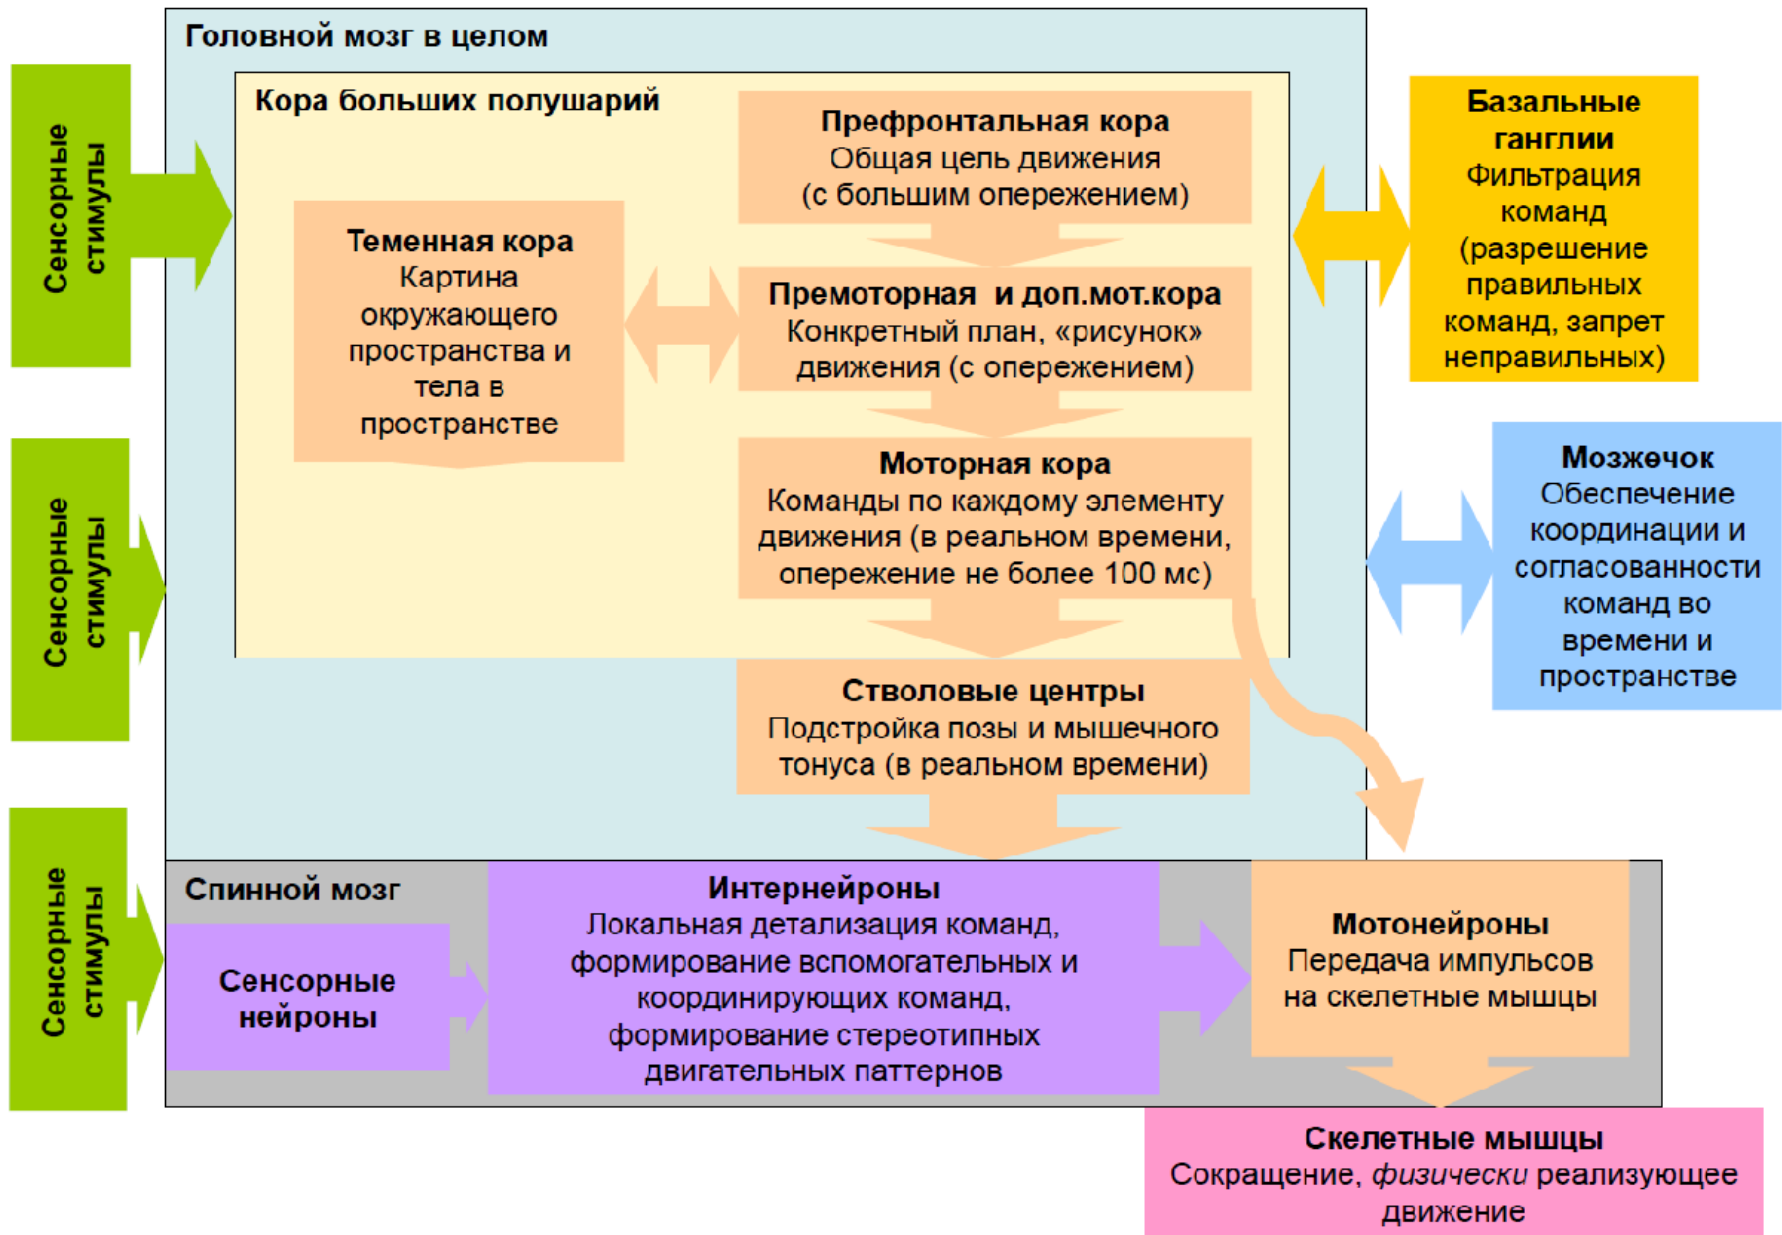 Головной мозг в целом
Сенсорные
стимулы
Кора больших полушарий
Префронтальная кора
Общая цель движения
(с большим опережением)
Базальные
ганглии
Фильтрация
команд
(разрешение
правильных
команд, запрет
неправильных)
Теменная кора
Картина
окружающего
пространства и
тела в
пространстве
Премоторная и доп.мот.кора
Конкретный план, «рисунок»
движения (с опережением)
Сенсорные
стимулы
Моторная кора
Команды по каждому элементу
движения (в реальном времени,
опережение не более 100 мс)
Мозжечок
Обеспечение
координации и
согласованности
команд во
времени и
пространстве
Стволовые центры
Подстройка позы и мышечного
тонуса (в реальном времени)
Сенсорные
стимулы
Спинной мозг
Сенсорные
нейроны
Интернейроны
Локальная детализация команд,
формирование вспомогательных и
координирующих команд,
формирование стереотипных
двигательных паттернов
Мотонейроны
Передача импульсов
на скелетные мышцы
Скелетные мышцы
Сокращение, физически реализующее
движение